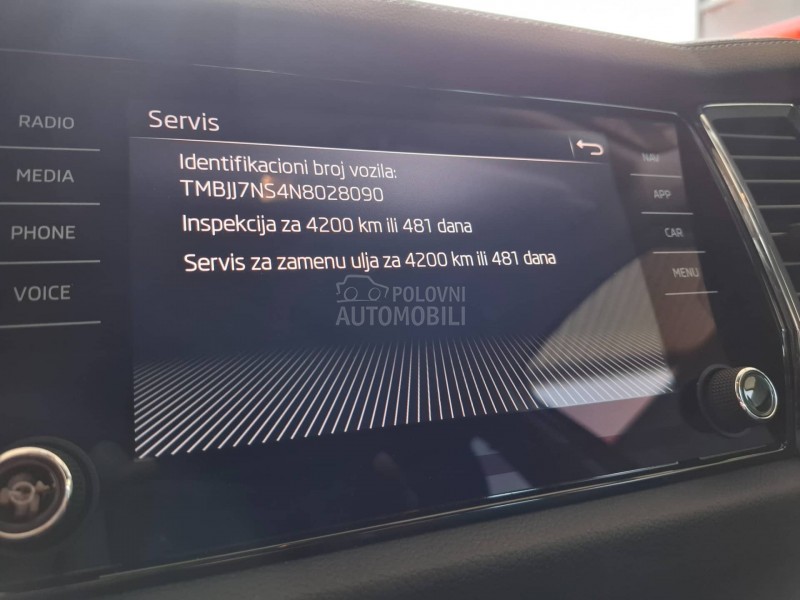 RADIO
MEDIA
PHONE
VOICE
Servis
Identifikacioni broj vozila:
TMBJJ7NS4N8028090
Inspekcija za 4200 km ili 481 dana
Servis za zamenu ulja za 4200 km ili 481 dana
POLOVNI
AUTOMOBILI
NAV
APP
CAR
MENU